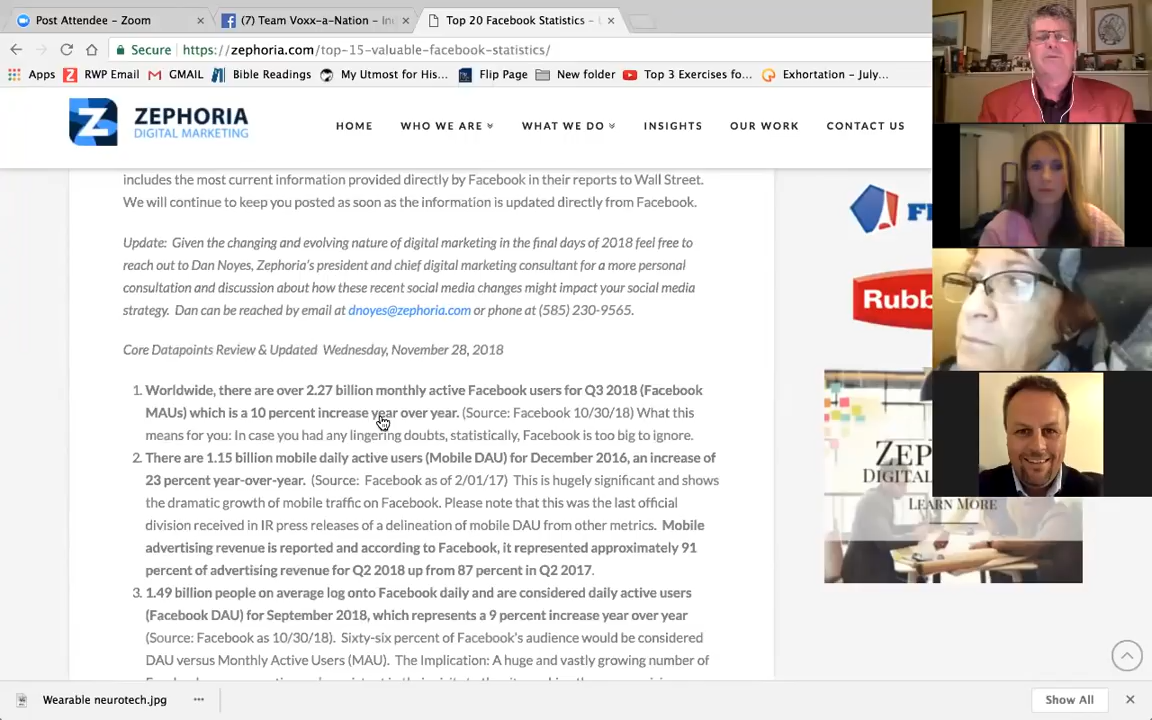 Post Attendee - Zoom
(7) Team Voxx-a-Nation - In
Top 20 Facebook Statistics -
Secure
https://zephoria.com/top-15-valuable-facebook-statistics/
Apps
RWP Email
GMAIL
Bible Readings
My Utmost for His...
Flip Page
New folder
Top 3 Exercises fo...
Exhortation – July...
ZEPHORIA
DIGITAL MARKETING
HOME
WHO WE ARE
WHAT WE DO
INSIGHTS
OUR WORK
CONTACT US
includes the most current information provided directly by Facebook in their reports to Wall Street.
We will continue to keep you posted as soon as the information is updated directly from Facebook.
Update: Given the changing and evolving nature of digital marketing in the final days of 2018 feel free to
reach out to Dan Noyes, Zephoria's president and chief digital marketing consultant for a more personal
consultation and discussion about how these recent social media changes might impact your social media
strategy. Dan can be reached by email at dnoyes@zephoria.com or phone at (585) 230-9565.
Core Datapoints Review & Updated Wednesday, November 28, 2018
1. Worldwide, there are over 2.27 billion monthly active Facebook users for Q3 2018 (Facebook
MAUs) which is a 10 percent increase year over year. (Source: Facebook 10/30/18) What this
means for you: In case you had any lingering doubts, statistically, Facebook is too big to ignore.
2. There are 1.15 billion mobile daily active users (Mobile DAU) for December 2016, an increase of
23 percent year-over-year. (Source: Facebook as of 2/01/17) This is hugely significant and shows
the dramatic growth of mobile traffic on Facebook. Please note that this was the last official
division received in IR press releases of a delineation of mobile DAU from other metrics. Mobile
advertising revenue is reported and according to Facebook, it represented approximately 91
percent of advertising revenue for Q2 2018 up from 87 percent in Q2 2017.
3. 1.49 billion people on average log onto Facebook daily and are considered daily active users
(Facebook DAU) for September 2018, which represents a 9 percent increase year over year
(Source: Facebook as 10/30/18). Sixty-six percent of Facebook's audience would be considered
DAU versus Monthly Active Users (MAU). The Implication: A huge and vastly growing number of
Rubb
ZEP
DIGITAL
LEARN MORE
Wearable neurotech.jpg
Show All